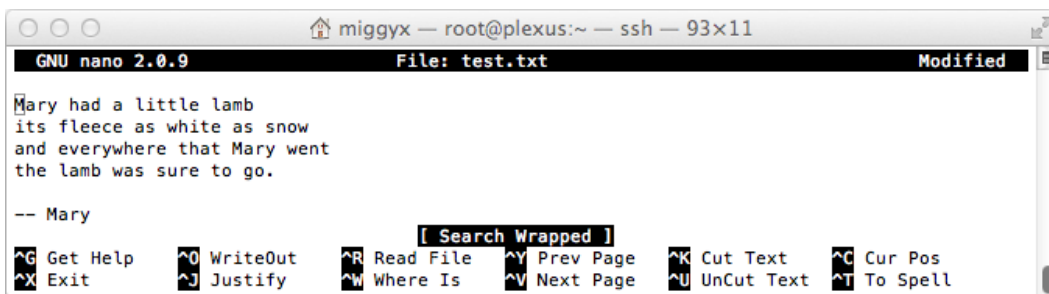 miggyx — root@plexus:~ — ssh — 93×11
GNU nano 2.0.9 File: test.txt Modified
Mary had a little lamb
its fleece as white as snow
and everywhere that Mary went
the lamb was sure to go.
-- Mary
[ Search Wrapped ]
^G Get Help ^O WriteOut ^R Read File ^Y Prev Page ^K Cut Text ^C Cur Pos
^X Exit ^J Justify ^W Where Is ^V Next Page ^U UnCut Text ^T To Spell